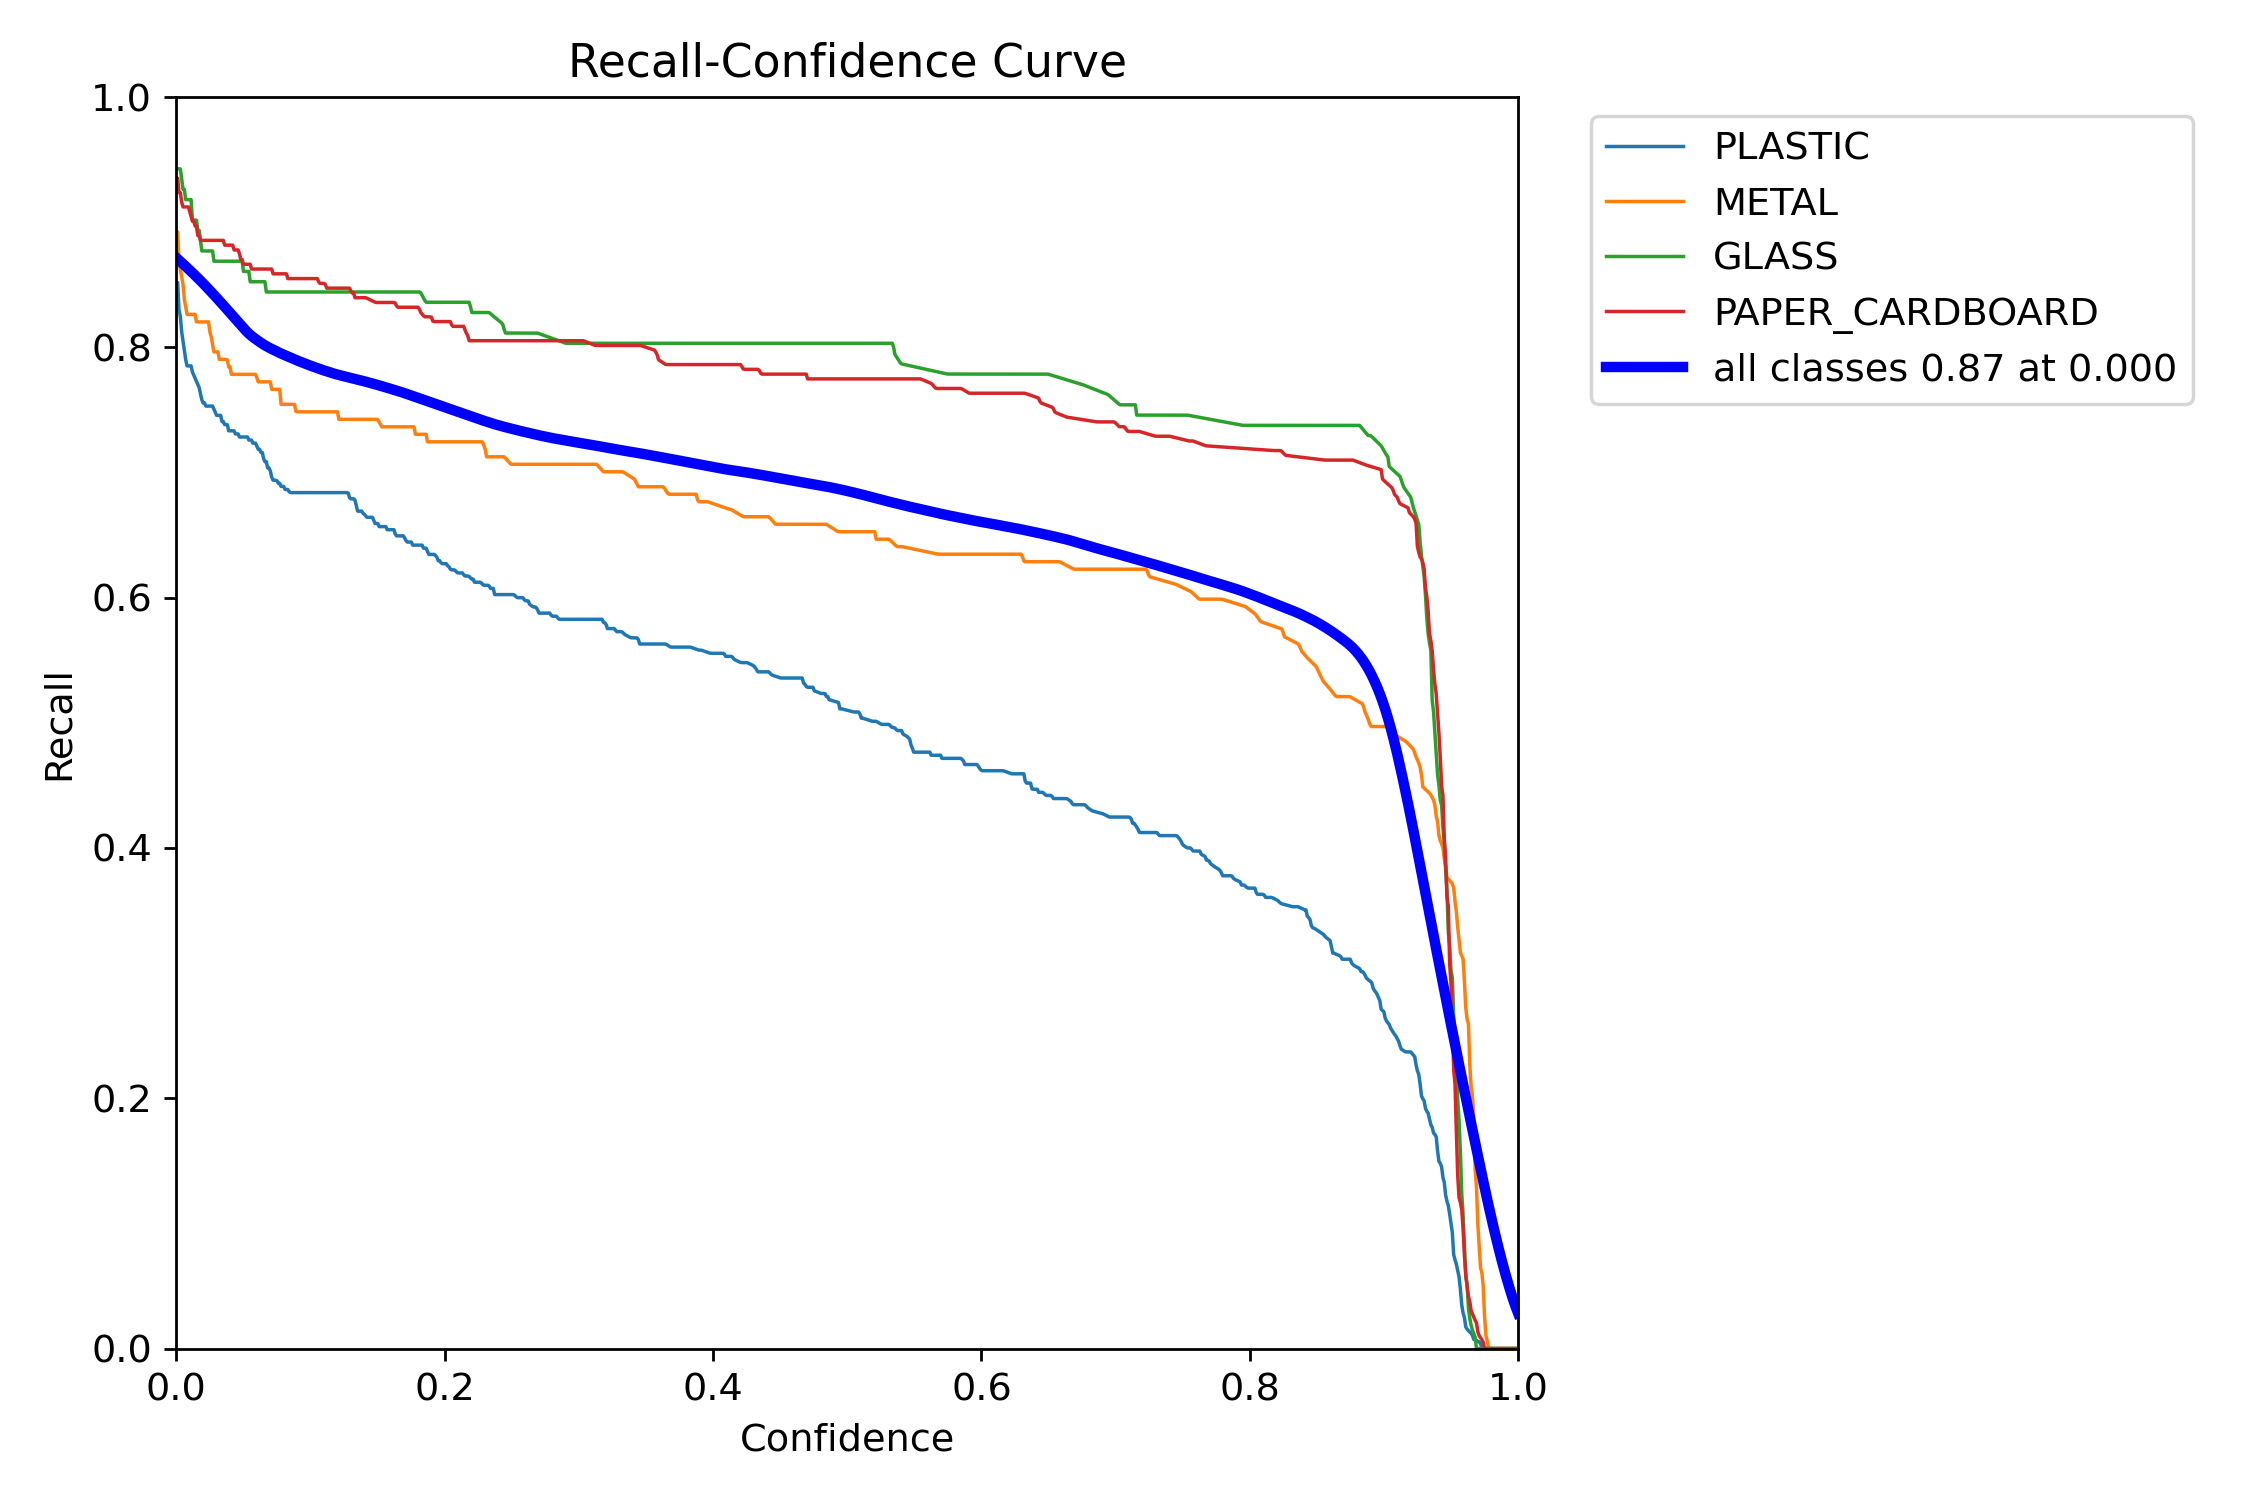 Recall-Confidence Curve
1.0
0.8
0.6
0.4
0.2
0.0
Recall
0.0 0.2 0.4 0.6 0.8 1.0
Confidence
PLASTIC
METAL
GLASS
PAPER_CARDBOARD
all classes 0.87 at 0.000